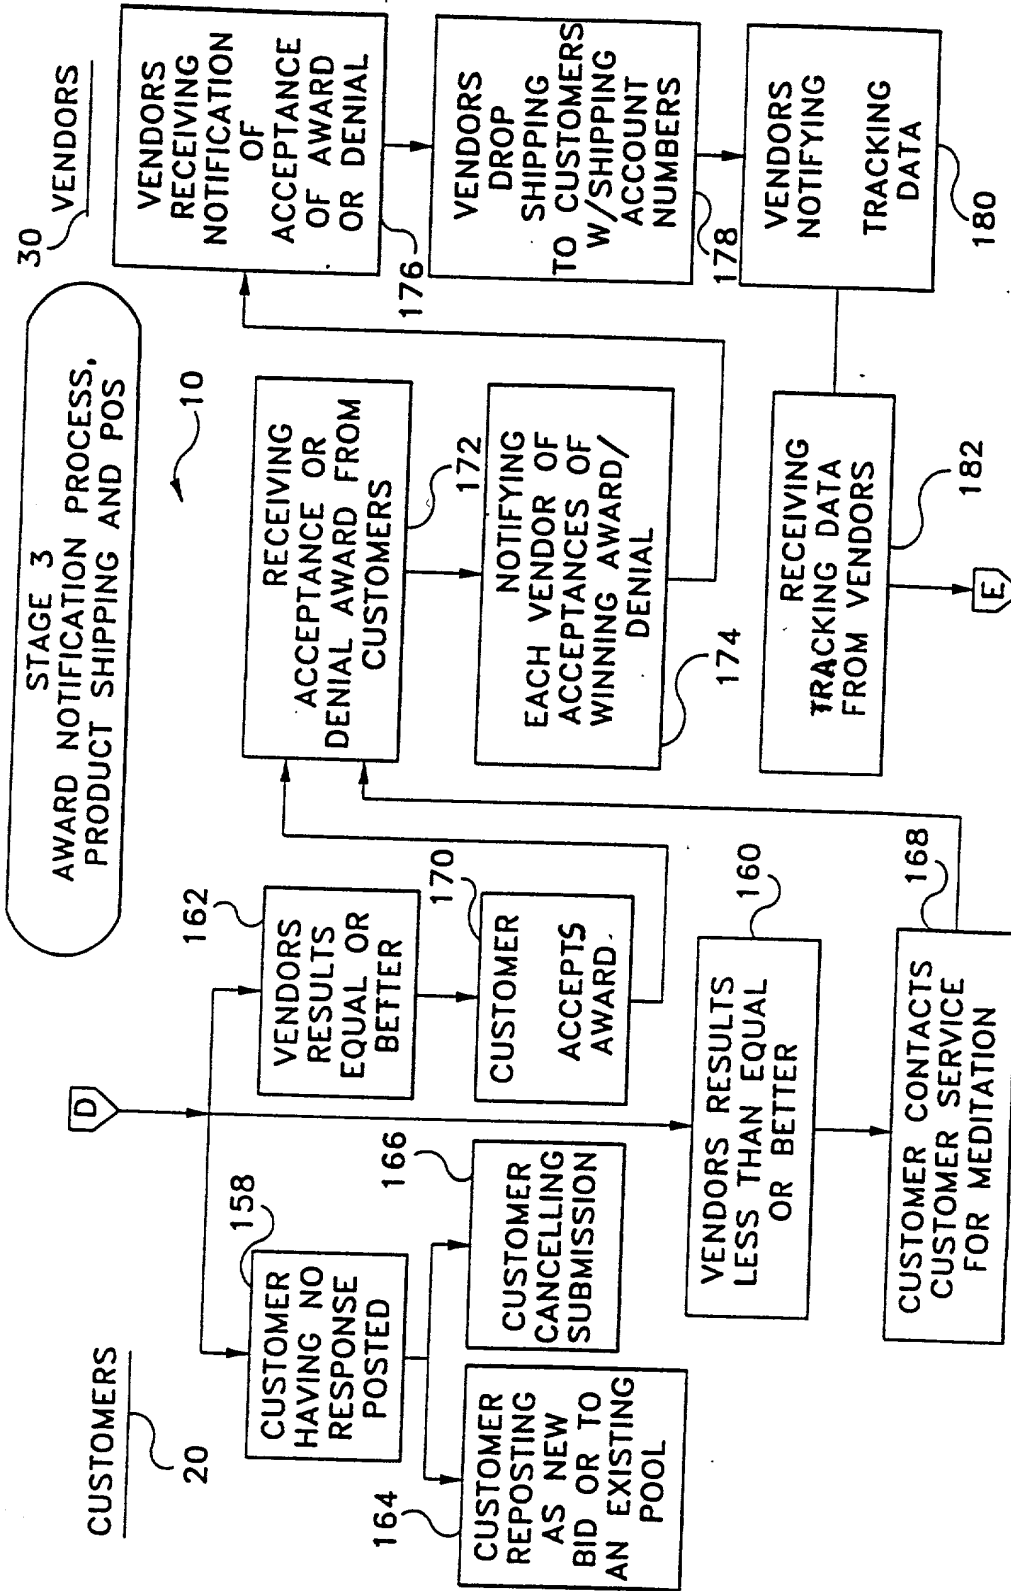 STAGE 3
AWARD NOTIFICATION PROCESS,
PRODUCT SHIPPING AND POS
CUSTOMERS
20
10
30
VENDORS
D
158
CUSTOMER
HAVING NO
RESPONSE
POSTED
162
VENDORS
RESULTS
EQUAL OR
BETTER
164
CUSTOMER
REPOSTING
AS NEW
BID OR TO
AN EXISTING
POOL
166
CUSTOMER
CANCELLING
SUBMISSION
170
CUSTOMER
ACCEPTS
AWARD.
VENDORS RESULTS
LESS THAN EQUAL
OR BETTER
160
CUSTOMER CONTACTS
CUSTOMER SERVICE
FOR MEDITATION
168
RECEIVING
ACCEPTANCE OR
DENIAL AWARD FROM
CUSTOMERS
172
NOTIFYING
EACH VENDOR OF
ACCEPTANCES OF
WINNING AWARD/
DENIAL
174
VENDORS
RECEIVING
NOTIFICATION
OF
ACCEPTANCE
OF AWARD
OR DENIAL
176
VENDORS
DROP
SHIPPING
TO CUSTOMERS
W/SHIPPING
ACCOUNT
NUMBERS
178
VENDORS
NOTIFYING
TRACKING
DATA
180
RECEIVING
TRACKING DATA
FROM VENDORS
182
E